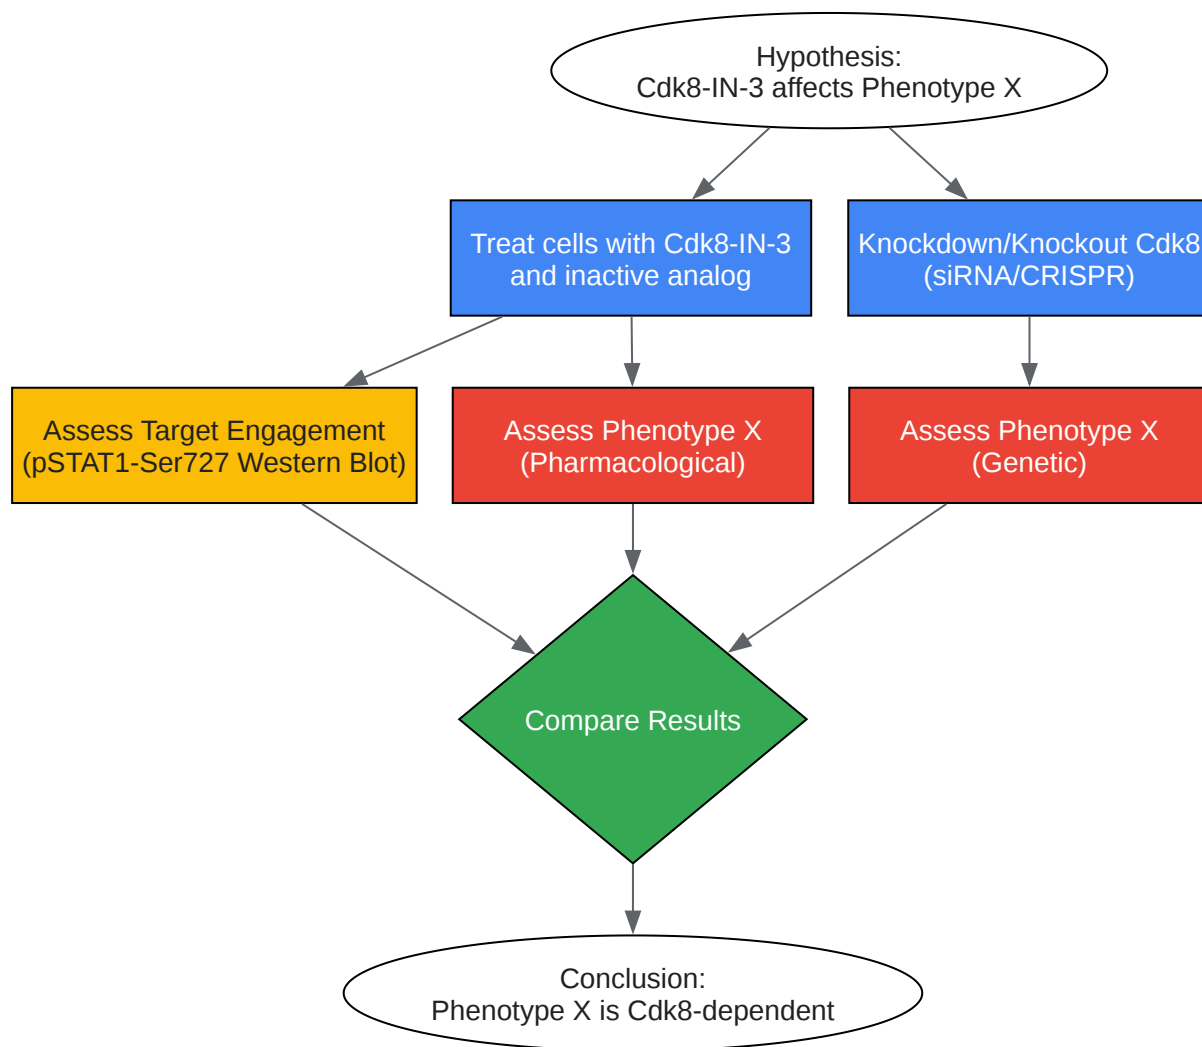 Hypothesis:
Cdk8-IN-3 affects Phenotype X
Treat cells with Cdk8-IN-3
and inactive analog
Knockdown/Knockout Cdk8
(siRNA/CRISPR)
Assess Target Engagement
(pSTAT1-Ser727 Western Blot)
Assess Phenotype X
(Pharmacological)
Assess Phenotype X
(Genetic)
Compare Results
Conclusion:
Phenotype X is Cdk8-dependent